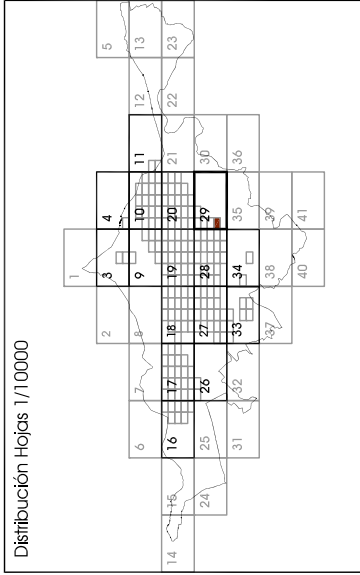 Distribución Hojas 1/10000
1
2 3 4 5
6 7 8 9 10 11 12 13
14 15 16 17 18 19 20 21 22 23
24 25 26 27 28 29 30
31 32 33 34 35 36
37 38 39
40 41